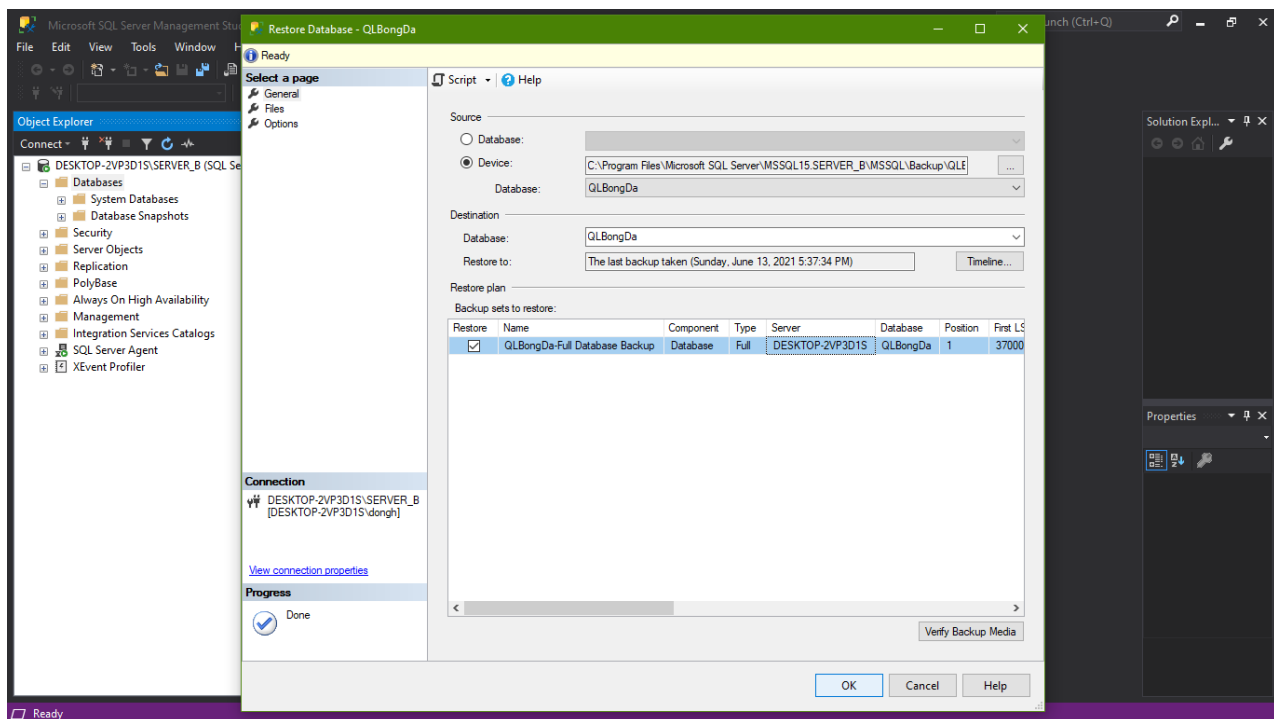 Microsoft SQL Server Management Stu
unch (Ctrl+Q)
File Edit View Tools Window H
Object Explorer
Connect
DESKTOP-2VP3D1S\SERVER_B (SQL Se
Databases
System Databases
Database Snapshots
Security
Server Objects
Replication
PolyBase
Always On High Availability
Management
Integration Services Catalogs
SQL Server Agent
XEvent Profiler
Restore Database - QLBongDa
Ready
Select a page
General
Files
Options
Connection
DESKTOP-2VP3D1S\SERVER_B
[DESKTOP-2VP3D1S\dongh]
View connection properties
Progress
Done
Script Help
Source
Database:
Device: C:\Program Files\Microsoft SQL Server\MSSQL15.SERVER_B\MSSQL\Backup\QLE ...
Database: QLBongDa
Destination
Database: QLBongDa
Restore to: The last backup taken (Sunday, June 13, 2021 5:37:34 PM) Timeline...
Restore plan
Backup sets to restore:
Restore Name Component Type Server Database Position First LS
QLBongDa-Full Database Backup Database Full DESKTOP-2VP3D1S QLBongDa 1 37000
Verify Backup Media
OK Cancel Help
Solution Expl...
Properties
Ready